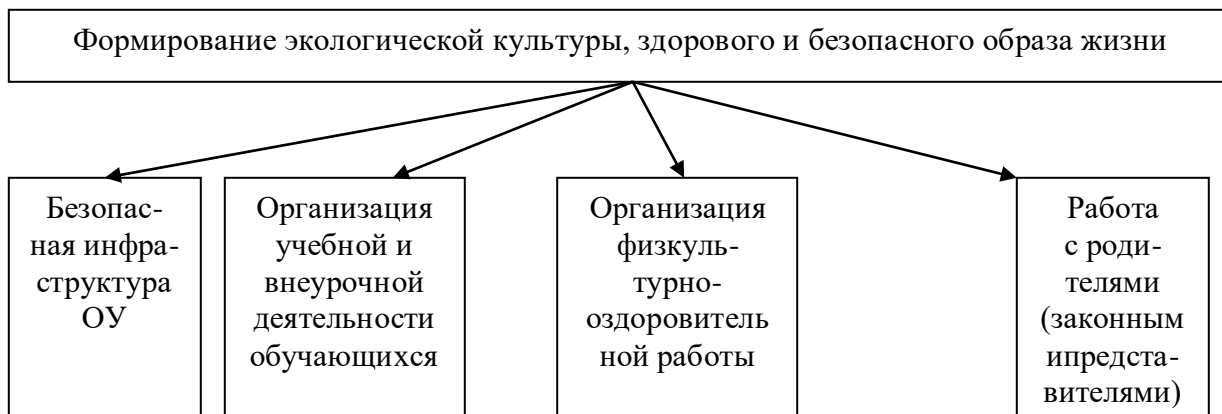 Формирование экологической культуры, здорового и безопасного образа жизни
Безопас-
ная инфра-
структура
ОУ
Организация
учебной и
внеурочной
деятельности
обучающихся
Организация
физкуль-
турно-
оздоровитель
ной работы
Работа
с роди-
телями
(законным
ипредста-
вителями)